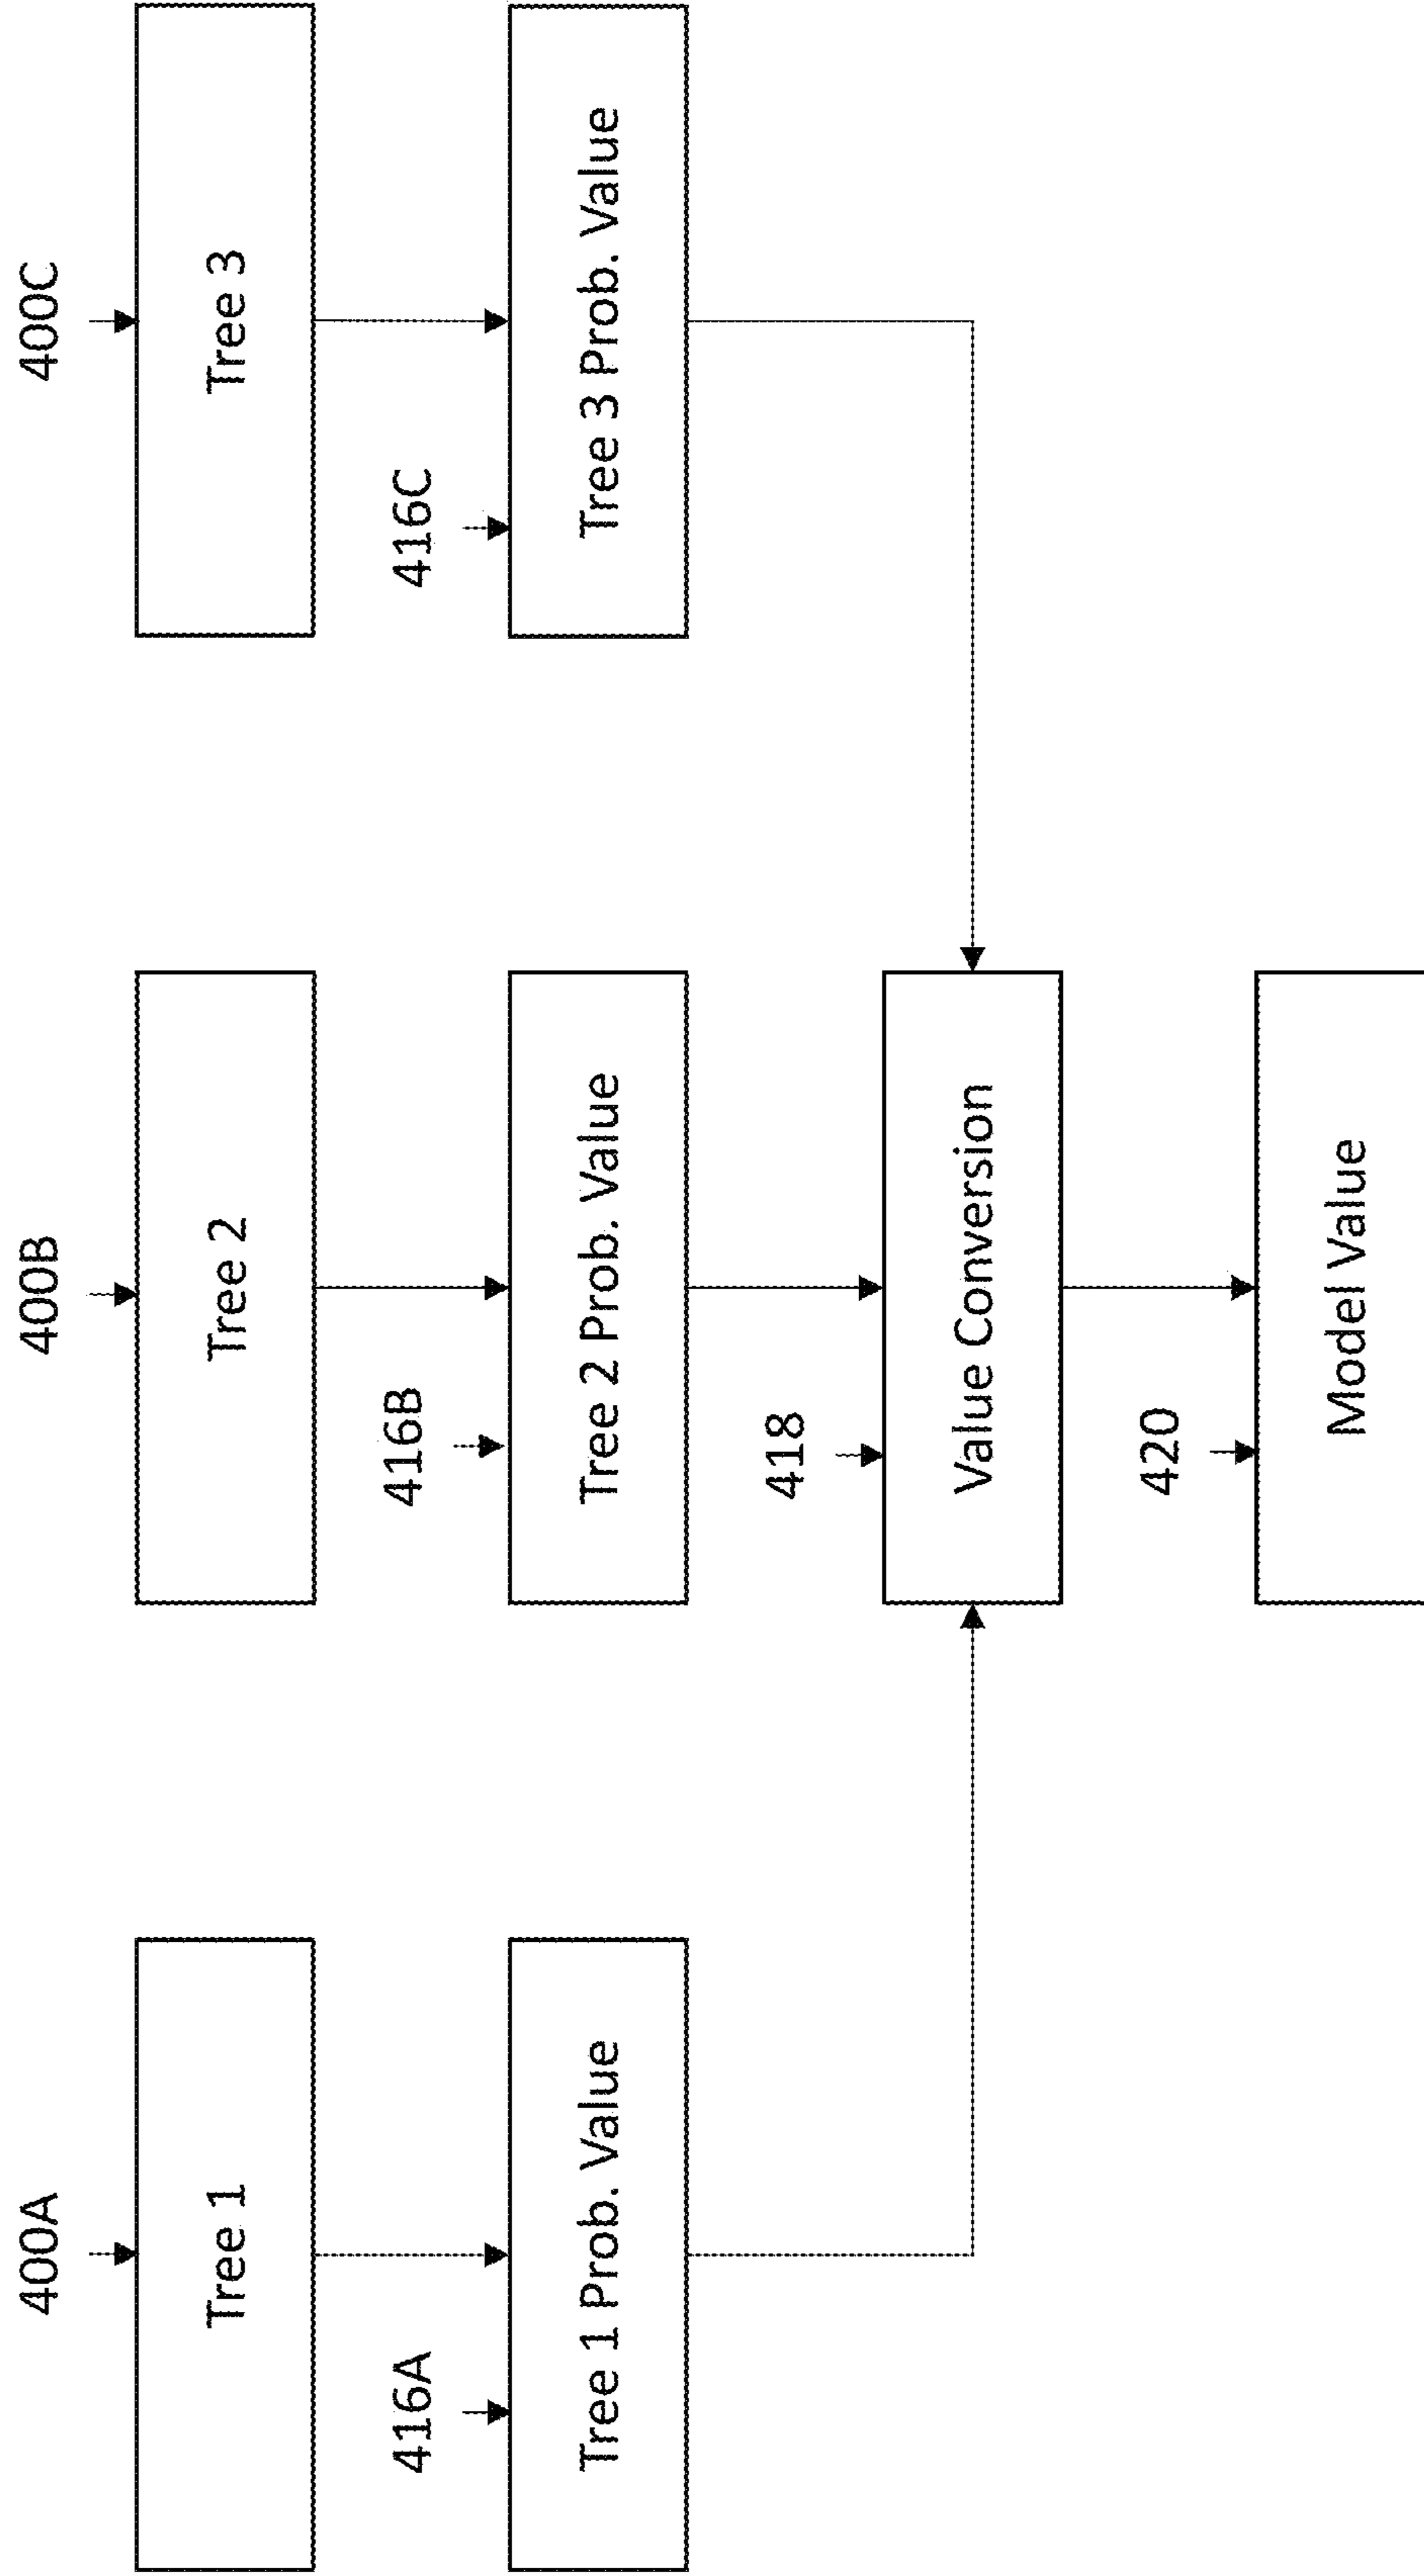 400A
400B
400C
Tree 1
Tree 2
Tree 3
416A
416B
416C
Tree 1 Prob. Value
Tree 2 Prob. Value
Tree 3 Prob. Value
418
Value Conversion
420
Model Value